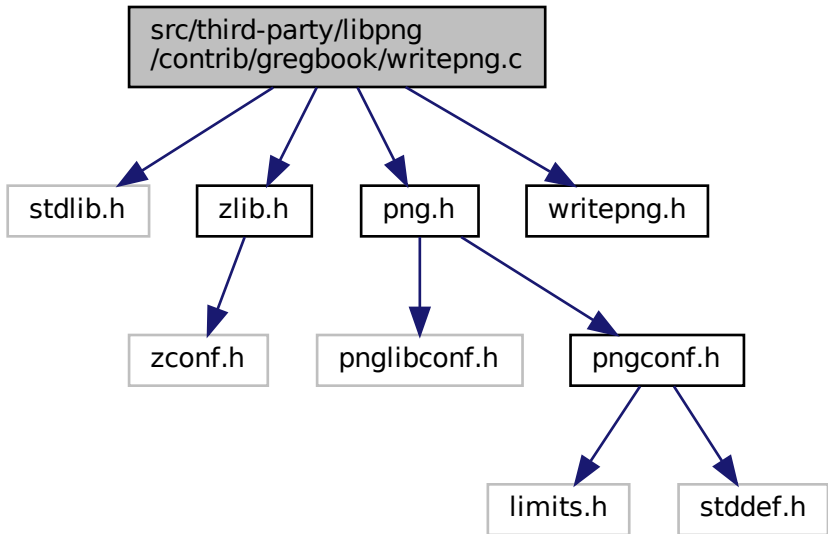 src/third-party/libpng
/contrib/gregbook/writepng.c
stdlib.h
zlib.h
png.h
writepng.h
zconf.h
pnglibconf.h
pngconf.h
limits.h
stddef.h